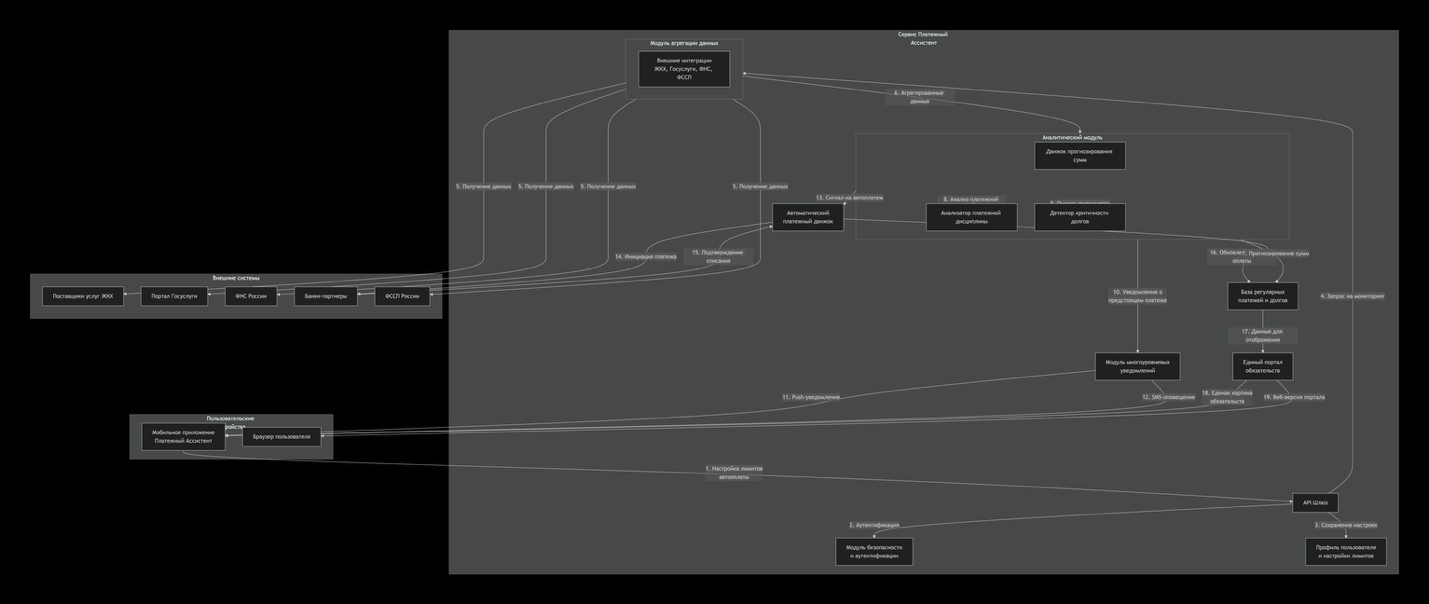 Сервис Платежный
Ассистент
Модуль агрегации данных
Внешние интеграции
ЖКХ, Госуслуги, ФНС,
ФССП
6. Агрегированные
данные
Аналитический модуль
Движок прогнозирования
сумм
5. Получение данных
5. Получение данных
5. Получение данных
5. Получение данных
13. Сигнал на автоплатеж
8. Анализ платежной
Автоматический
платежный движок
Анализатор платежной
дисциплины
Детектор критичности
долгов
14. Инициация платежа
15. Подтверждение
списания
16.
оплаты
7. Прогнозирование сумм
Внешние системы
Поставщики услуг ЖКХ
Портал Госуслуги
ФНС России
Банки-партнеры
ФССП России
10. Уведомление о
предстоящем платеже
База регулярных
платежей и долгов
4. Запрос на мониторинг
17. Данные для
отображения
Модуль многоуровневых
уведомлений
Единый портал
обязательств
11. Push-уведомление
12. SMS-оповещение
18. Единая картина
обязательств
19. Веб-версия портала
Пользовательские
Мобильное приложение
Платежный Ассистент
Браузер пользователя
1. Настройка лимитов
автооплаты
API Шлюз
2. Аутентификация
3. Сохранение настроек
Модуль безопасности
и аутентификации
Профиль пользователя
и настройки лимитов